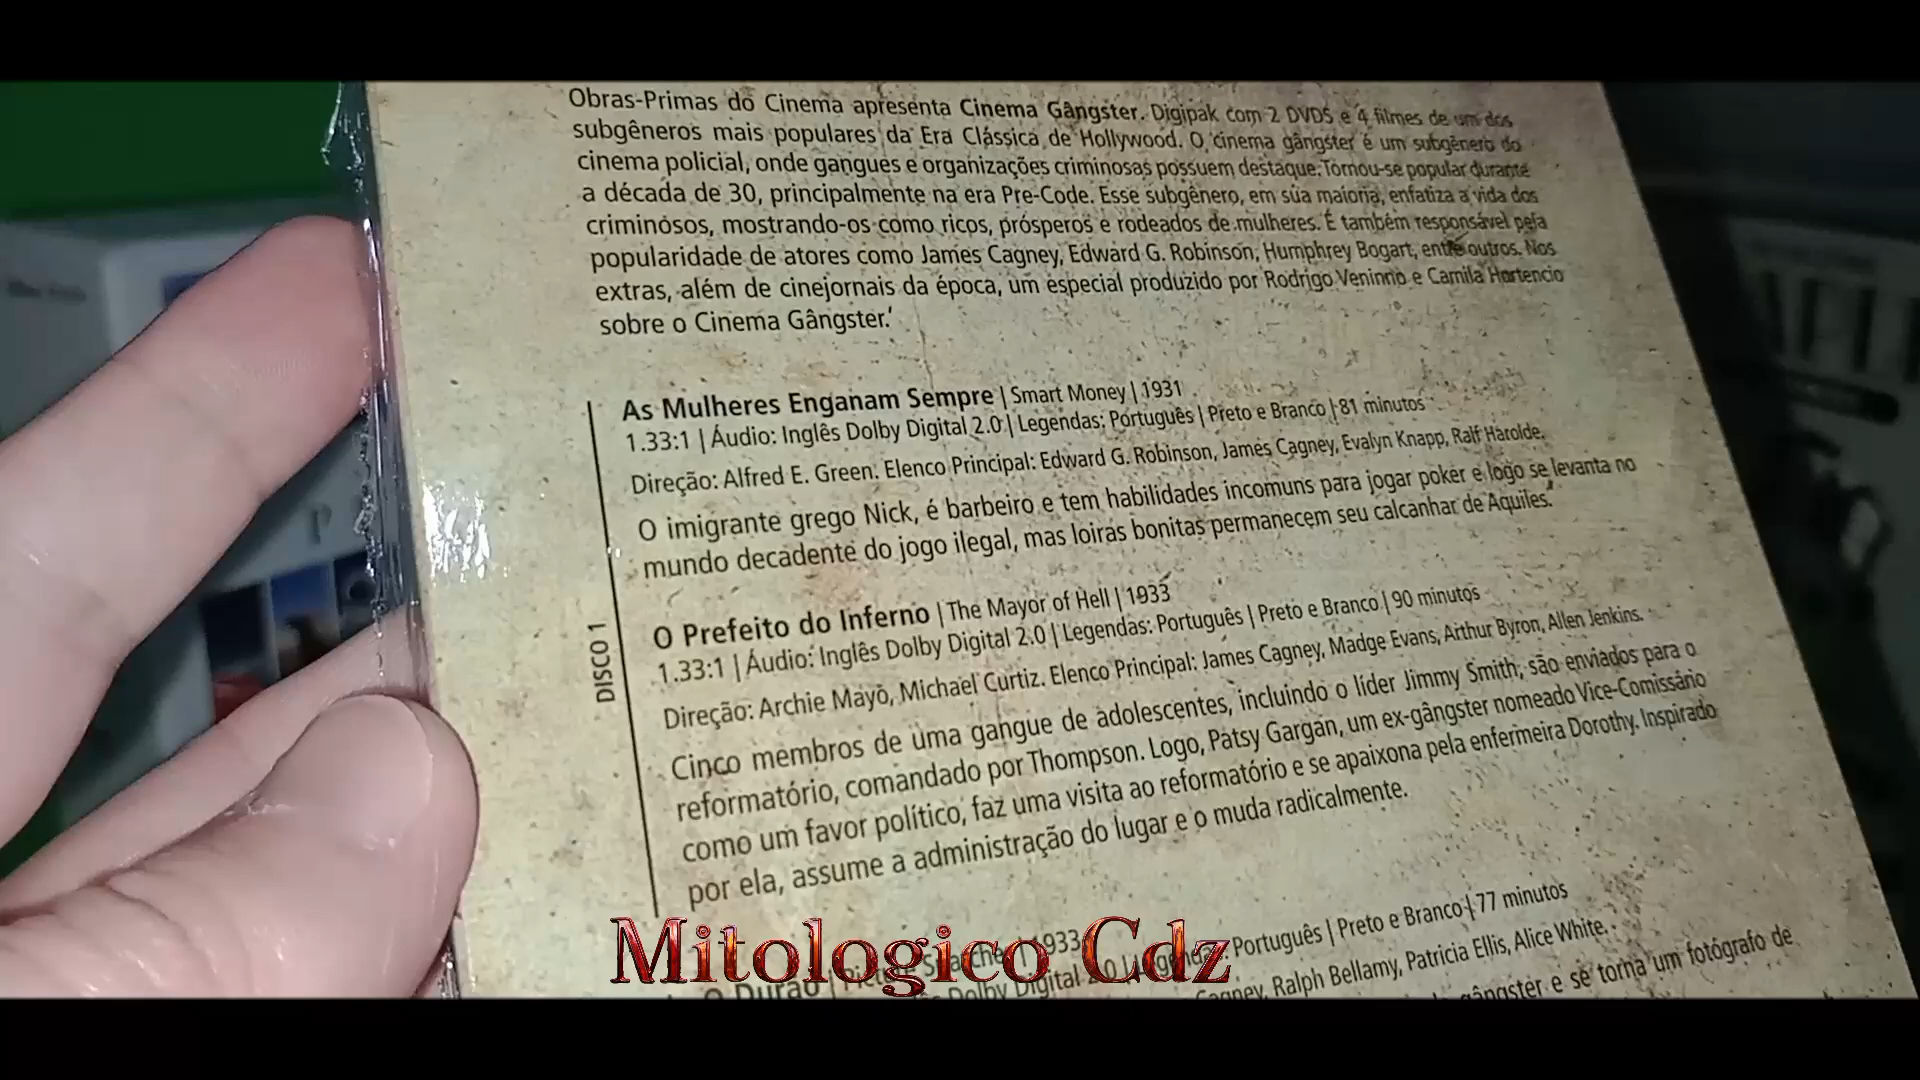 Obras-Primas do Cinema apresenta Cinema Gângster. Digipak com 2 DVDS e 4 filmes de um dos
subgêneros mais populares da Era Clássica de Hollywood. O cinema gângster é um subgênero do
cinema policial, onde gangues e organizações criminosas possuem destaque. Tornou-se popular durante
a década de 30, principalmente na era Pre-Code. Esse subgênero, em sua maioria, enfatiza a vida dos
criminosos, mostrando-os como ricos, prósperos e rodeados de mulheres. É também responsável pela
popularidade de atores como James Cagney, Edward G. Robinson, Humphrey Bogart, entre outros. Nos
extras, além de cinejornais da época, um especial produzido por Rodrigo Veninno e Camila Hortencio
sobre o Cinema Gângster.
DISCO 1
As Mulheres Enganam Sempre | Smart Money | 1931
1.33:1 | Áudio: Inglês Dolby Digital 2.0 | Legendas: Português | Preto e Branco | 81 minutos
Direção: Alfred E. Green. Elenco Principal: Edward G. Robinson, James Cagney, Evalyn Knapp, Ralf Harolde.
O imigrante grego Nick, é barbeiro e tem habilidades incomuns para jogar poker e logo se levanta no
mundo decadente do jogo ilegal, mas loiras bonitas permanecem seu calcanhar de Aquiles.
O Prefeito do Inferno | The Mayor of Hell | 1933
1.33:1 | Áudio: Inglês Dolby Digital 2.0 | Legendas: Português | Preto e Branco | 90 minutos
Direção: Archie Mayo, Michael Curtiz. Elenco Principal: James Cagney, Madge Evans, Arthur Byron, Allen Jenkins.
Cinco membros de uma gangue de adolescentes, incluindo o líder Jimmy Smith, são enviados para o
reformatório, comandado por Thompson. Logo, Patsy Gargan, um ex-gângster nomeado Vice-Comissário
como um favor político, faz uma visita ao reformatório e se apaixona pela enfermeira Dorothy. Inspirado
por ela, assume a administração do lugar e o muda radicalmente.
O Durão | 1933
Dolby Digital Português | Preto e Branco | 77 minutos
Cagney, Ralph Bellamy, Patricia Ellis, Alice White.
gângster e se torna um fotógrafo de
Mitologico Cdz